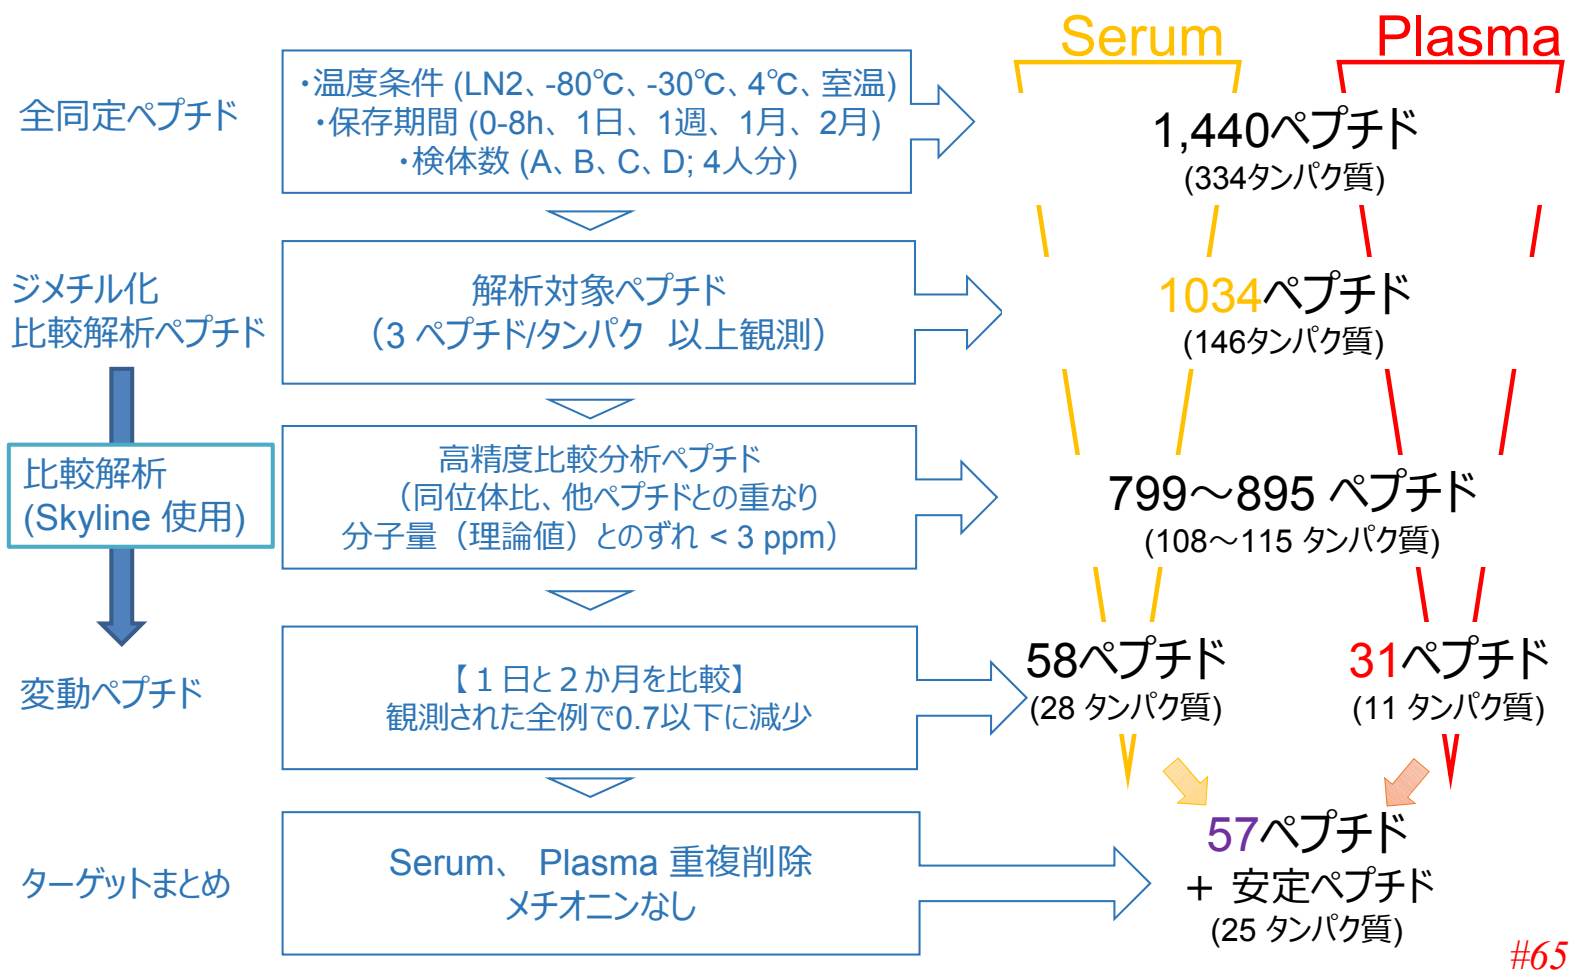 Serum
Plasma
全同定ペプチド
・温度条件 (LN2、-80℃、-30℃、4℃、室温)
・保存期間 (0-8h、1日、1週、1月、2月)
・検体数 (A、B、C、D; 4人分)
1,440ペプチド
(334タンパク質)
ジメチル化
比較解析ペプチド
解析対象ペプチド
（3 ペプチド/タンパク 以上観測）
1034ペプチド
(146タンパク質)
比較解析
(Skyline 使用)
高精度比較分析ペプチド
（同位体比、他ペプチドとの重なり
分子量（理論値）とのずれ < 3 ppm）
799～895 ペプチド
(108～115 タンパク質)
変動ペプチド
【１日と２か月を比較】
観測された全例で0.7以下に減少
58ペプチド
(28 タンパク質)
31ペプチド
(11 タンパク質)
ターゲットまとめ
Serum、 Plasma 重複削除
メチオニンなし
57ペプチド
+ 安定ペプチド
(25 タンパク質)
#65